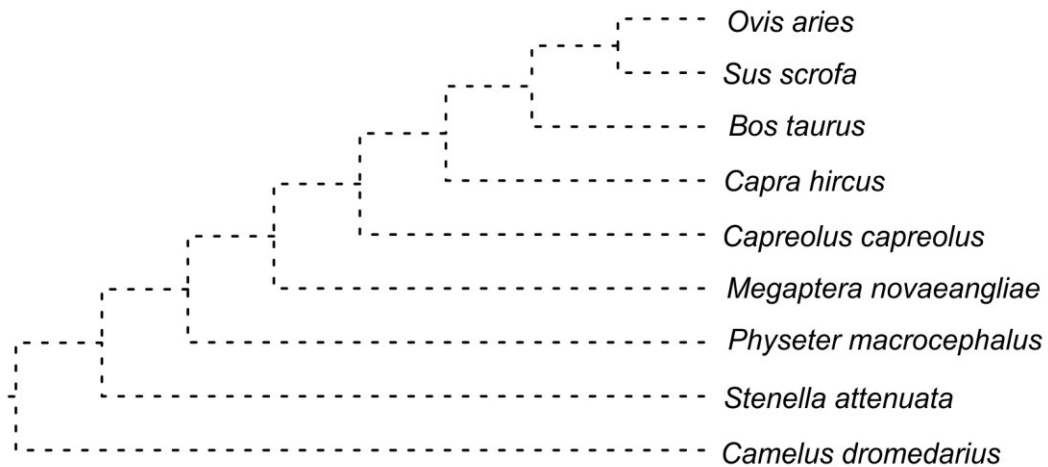 Ovis aries
Sus scrofa
Bos taurus
Capra hircus
Capreolus capreolus
Megaptera novaeangliae
Physeter macrocephalus
Stenella attenuata
Camelus dromedarius